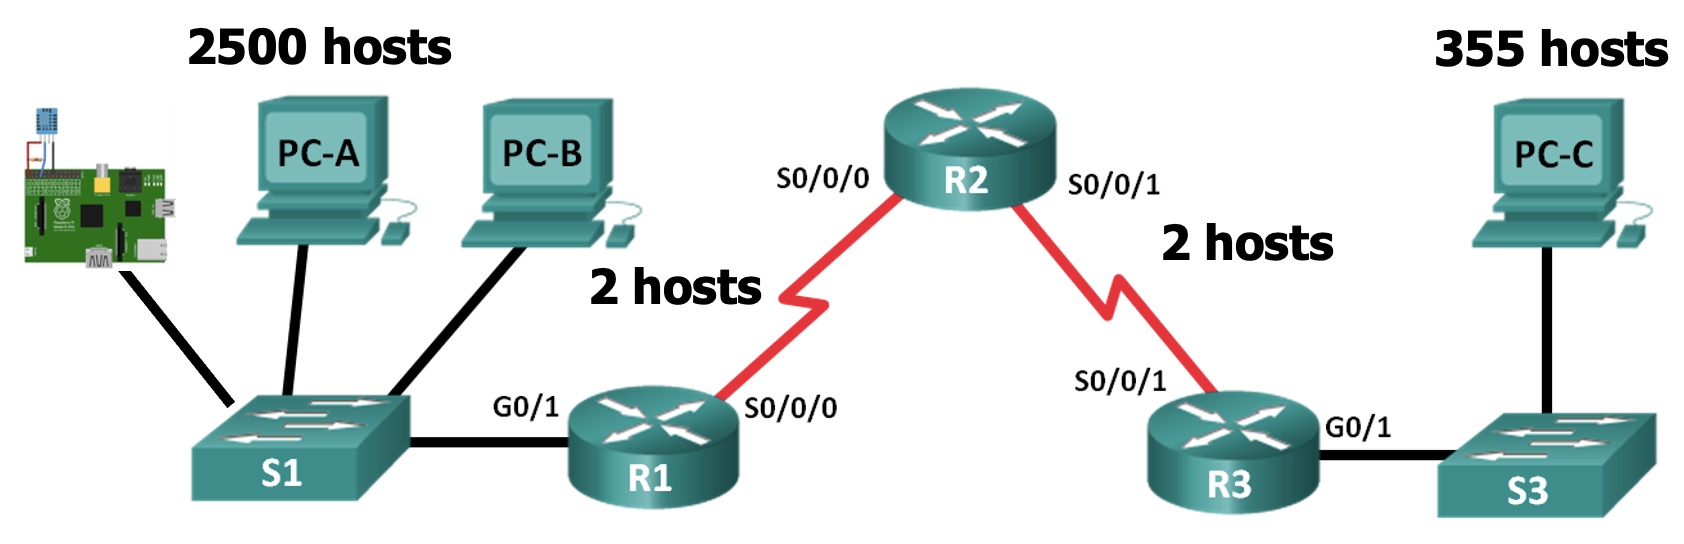 2500 hosts
355 hosts
PC-A
PC-B
PC-C
R2
S0/0/0
S0/0/1
2 hosts
2 hosts
S0/0/1
G0/1
S0/0/0
G0/1
S1
R1
R3
S3